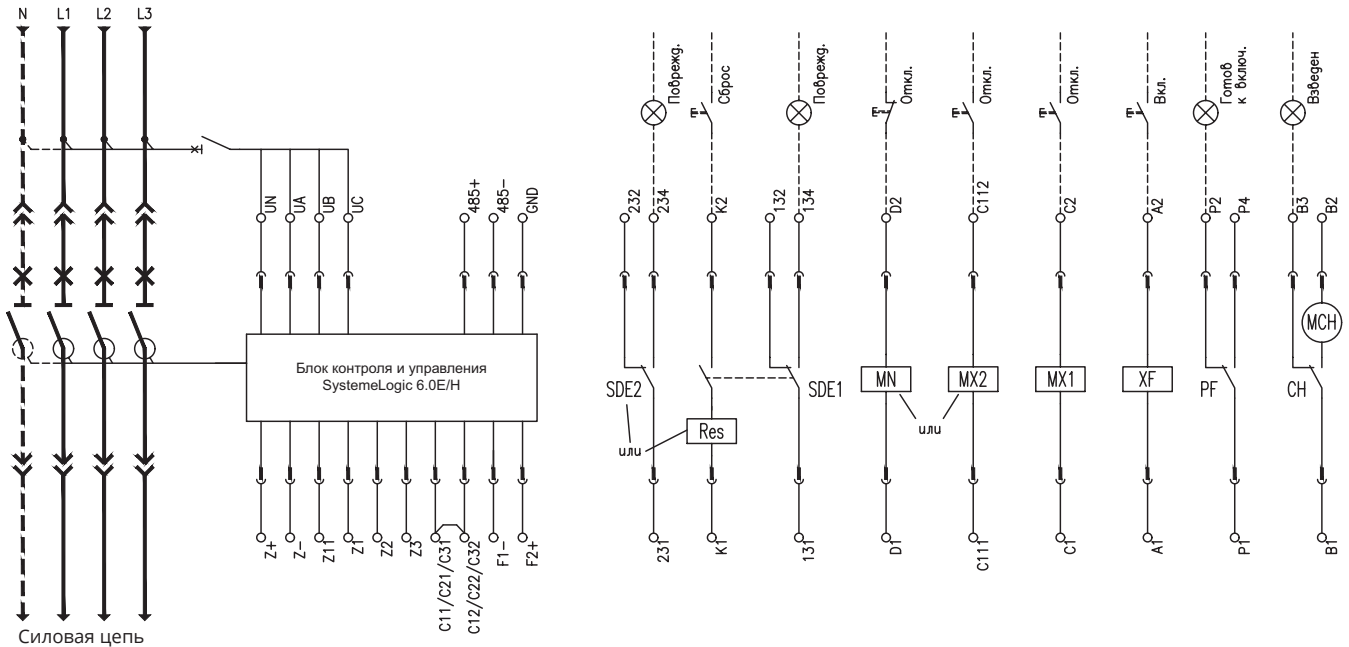 N L1 L2 L3
UN UA UB UC 485+ 485− GND
Блок контроля и управления
SystemeLogic 6.0E/H
Z+ Z− Z11 Z1 Z2 Z3 C11/C21/C31 C12/C22/C32 F1− F2+
Силовая цепь
Поврежд. Сброс Поврежд. Откл. Откл. Откл. Вкл. Готов к включ. Взведен
232 234 K2 132 134 D2 C112 C2 A2 P2 P4 B3 B2
MCH
SDE2 SDE1 MN MX2 MX1 XF PF CH
Res
или или
231 K1 131 D1 C111 C1 A1 P1 B1